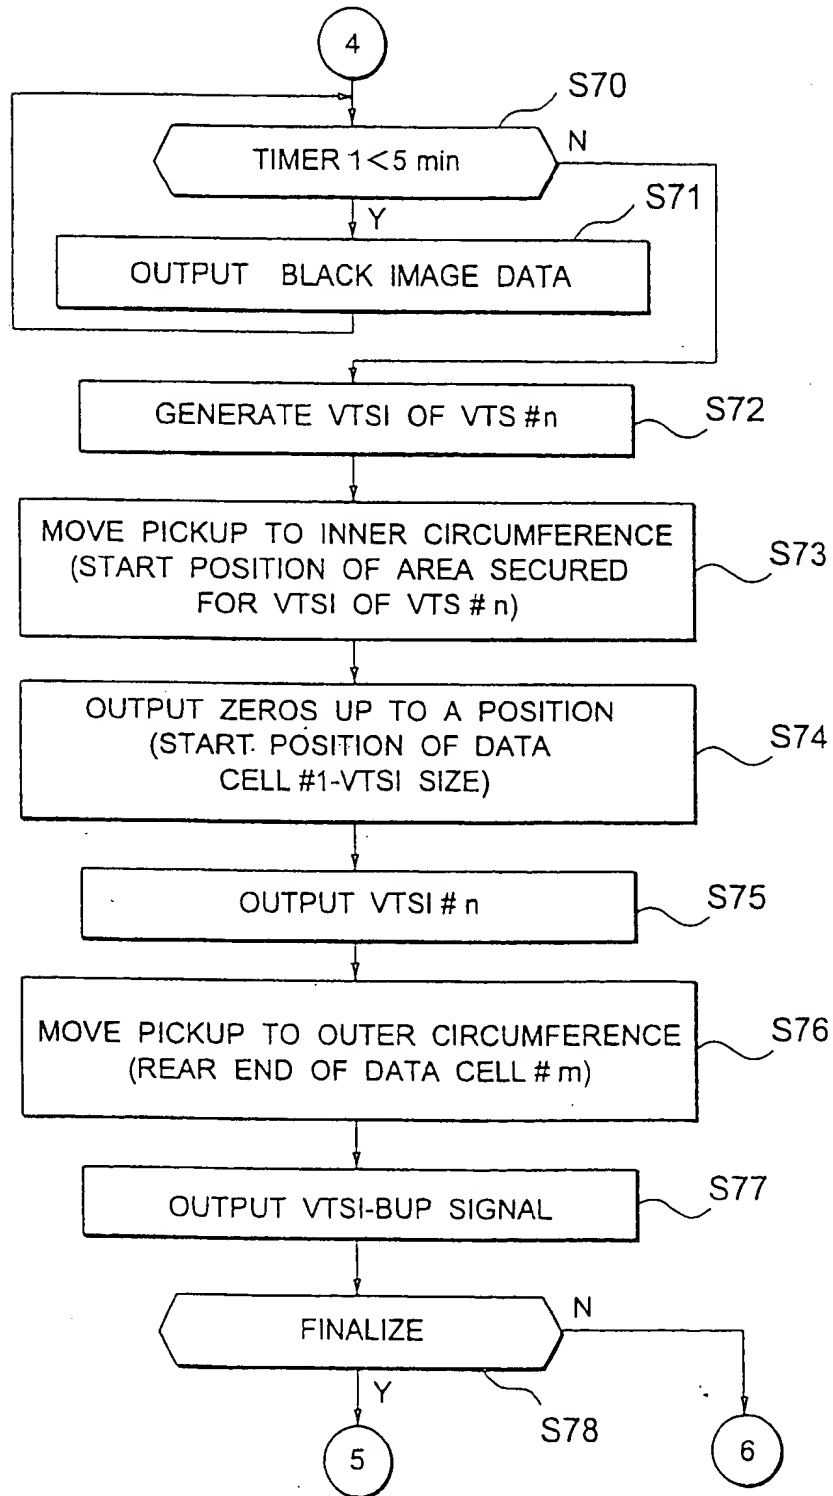 4
S70
TIMER 1<5 min
N
Y
S71
OUTPUT BLACK IMAGE DATA
GENERATE VTSI OF VTS #n
S72
MOVE PICKUP TO INNER CIRCUMFERENCE
(START POSITION OF AREA SECURED
FOR VTSI OF VTS # n)
S73
OUTPUT ZEROS UP TO A POSITION
(START POSITION OF DATA
CELL #1-VTSI SIZE)
S74
OUTPUT VTSI # n
S75
MOVE PICKUP TO OUTER CIRCUMFERENCE
(REAR END OF DATA CELL # m)
S76
OUTPUT VTSI-BUP SIGNAL
S77
FINALIZE
N
Y
S78
5
6